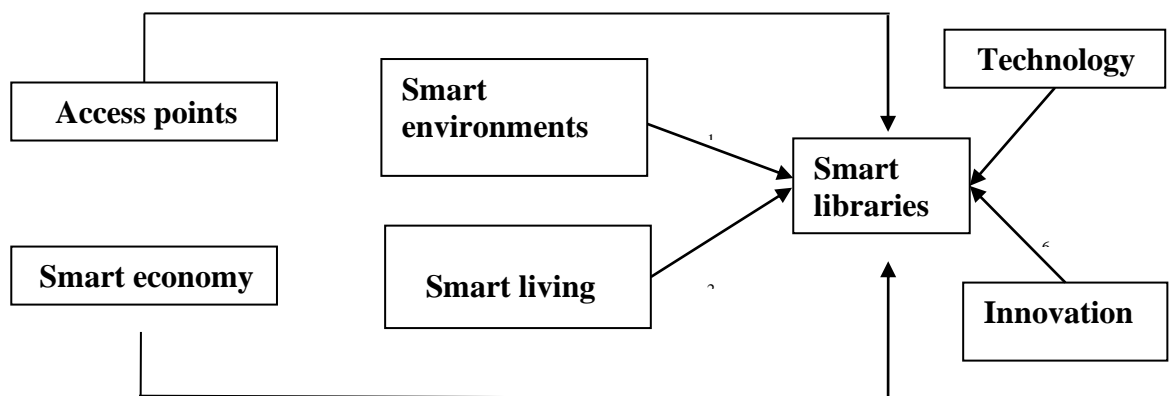 Technology
Access points
Smart
environments
Smart
libraries
Smart economy
Smart living
Innovation